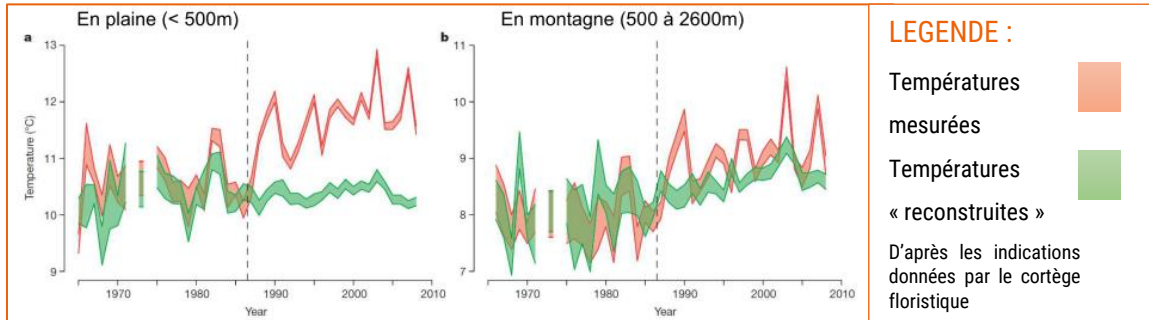 En plaine (< 500m)
a
13
12
11
10
9
Temperature (°C)
1970
1980
1990
2000
2010
Year
En montagne (500 à 2600m)
b
11
10
9
8
7
1970
1980
1990
2000
2010
Year
LEGENDE :
Températures
mesurées
Températures
« reconstruites »
D’après les indications
données par le cortège
floristique